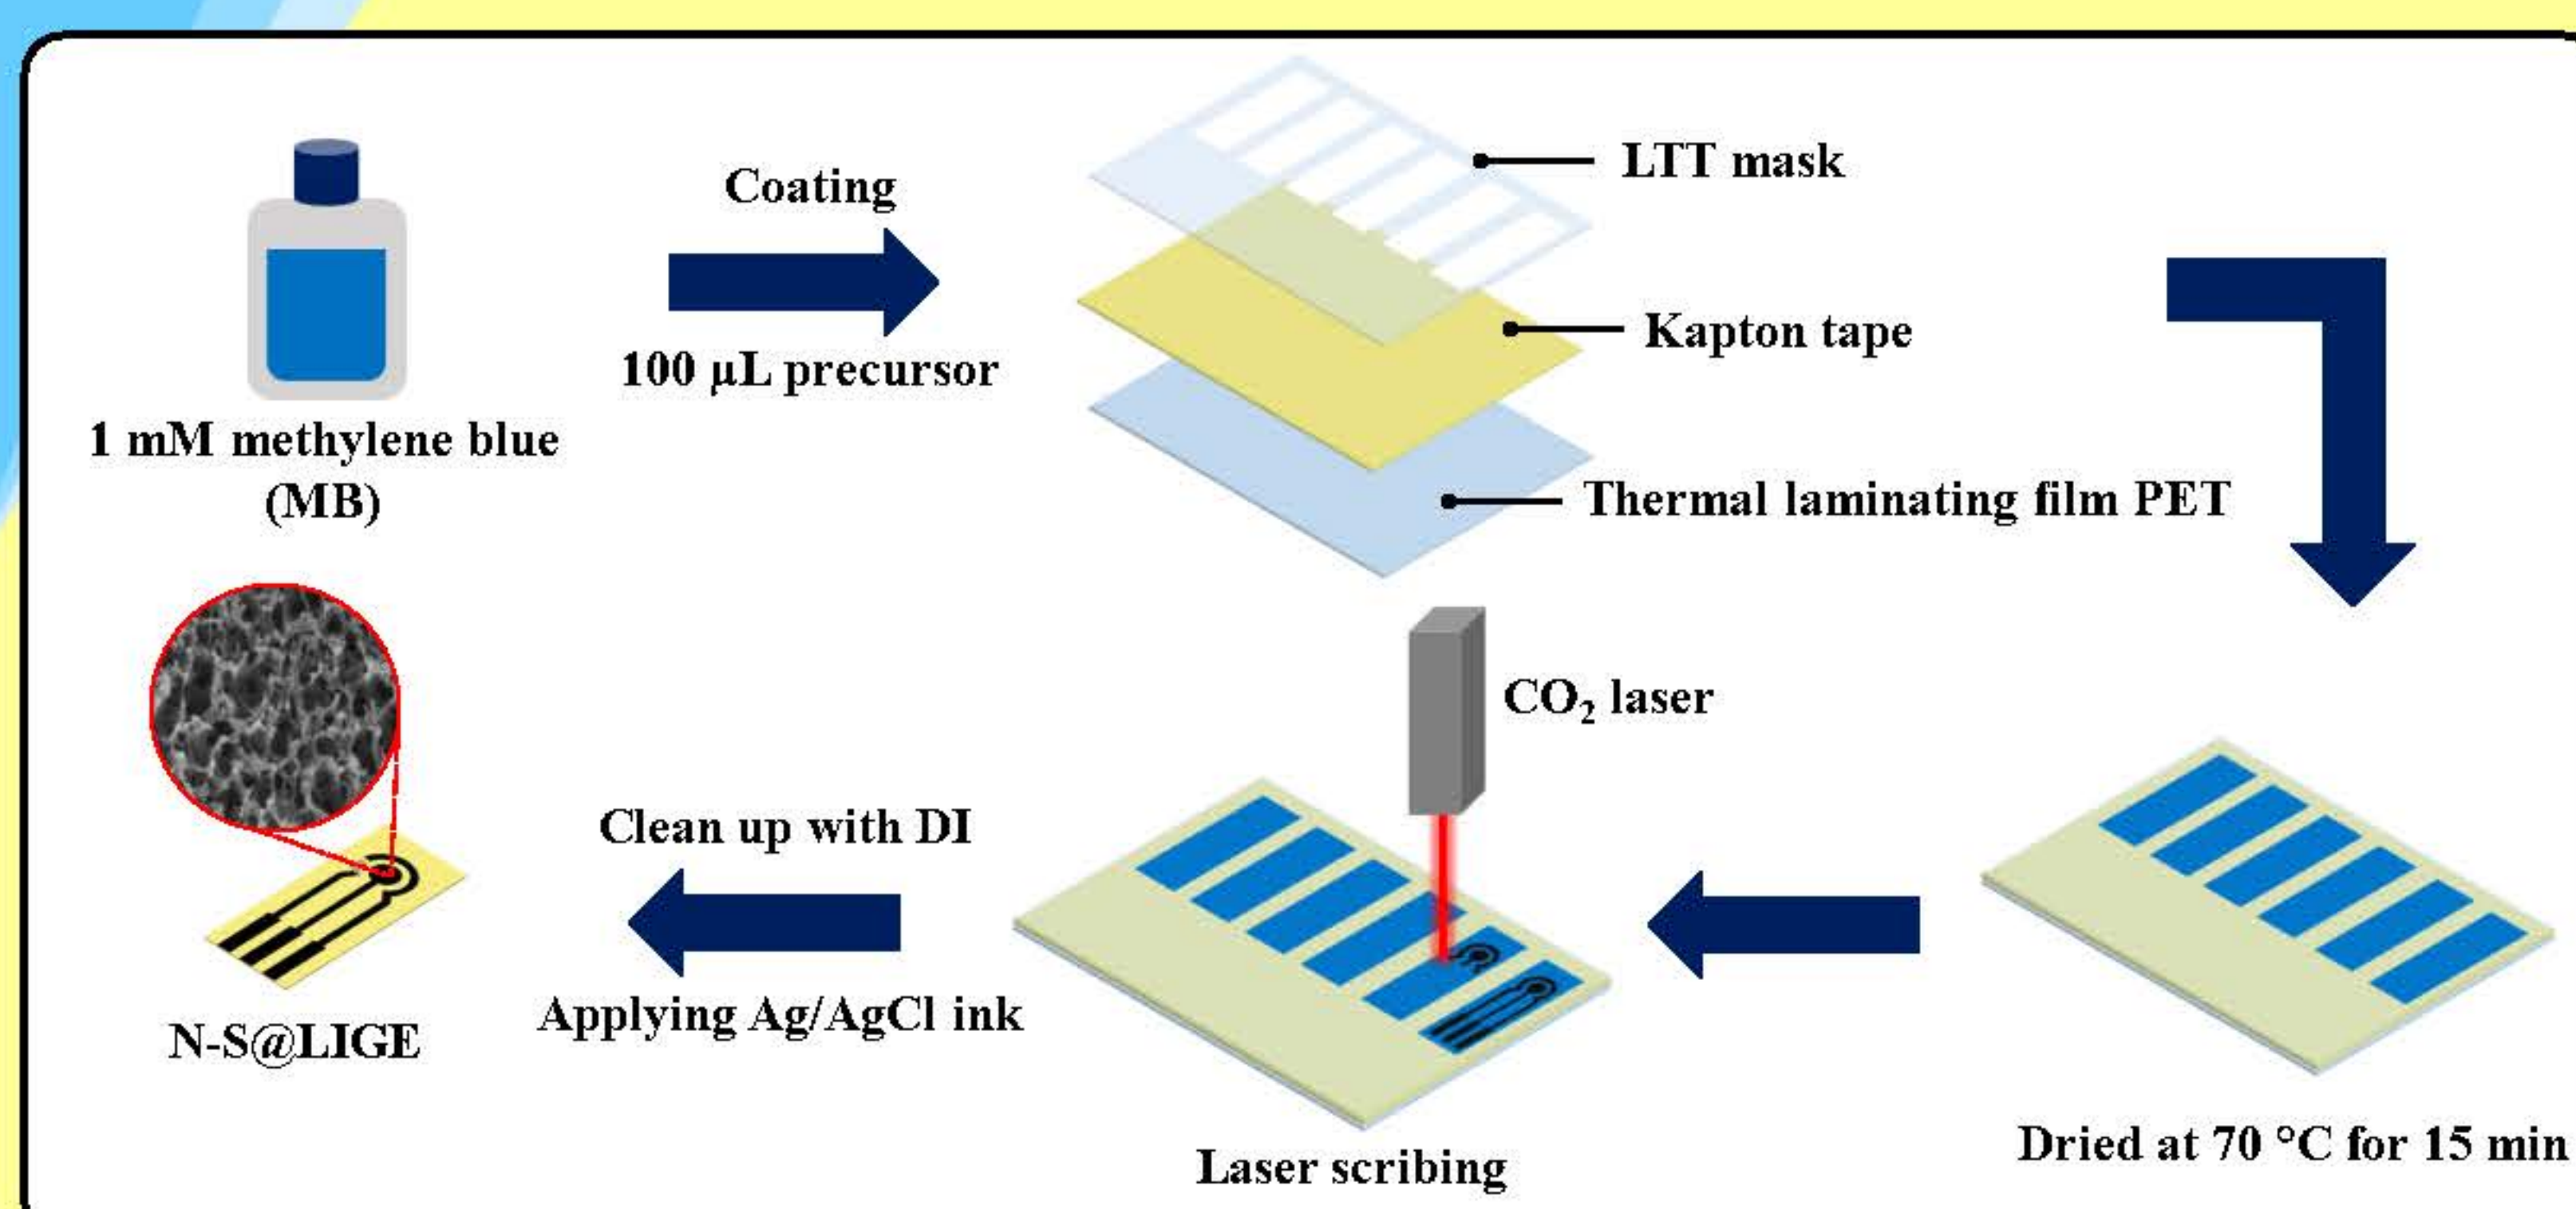 Coating
100 µL precursor
1 mM methylene blue
(MB)
LTT mask
Kapton tape
Thermal laminating film PET
Dried at 70 °C for 15 min
CO₂ laser
Laser scribing
Clean up with DI
Applying Ag/AgCl ink
N-S@LIGE